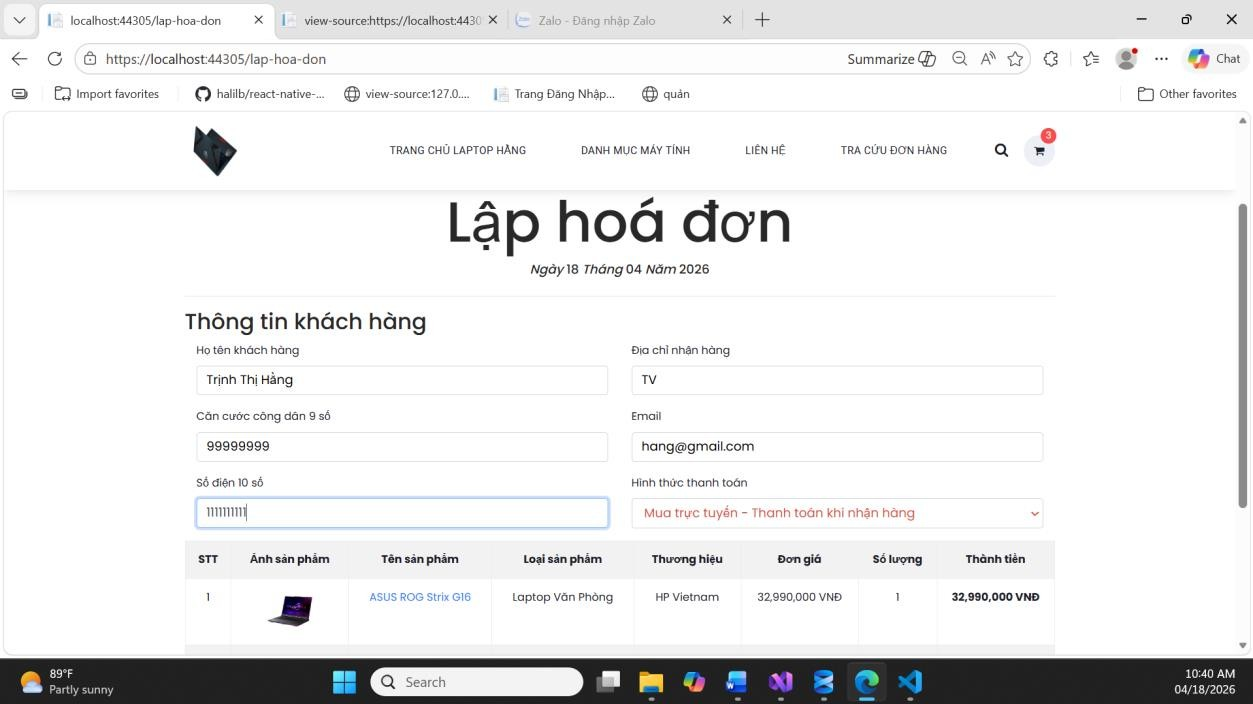 localhost:44305/lap-hoa-don
view-source:https://localhost:4430
Zalo - Đăng nhập Zalo
https://localhost:44305/lap-hoa-don
Summarize
Chat
Import favorites
halilb/react-native-...
view-source:127.0....
Trang Đăng Nhập...
quán
Other favorites
TRANG CHỦ LAPTOP HẰNG
DANH MỤC MÁY TÍNH
LIÊN HỆ
TRA CỨU ĐƠN HÀNG
3
Lập hoá đơn
Ngày 18 Tháng 04 Năm 2026
Thông tin khách hàng
Họ tên khách hàng
Địa chỉ nhận hàng
Trịnh Thị Hằng
TV
Căn cước công dân 9 số
Email
99999999
hang@gmail.com
Số điện 10 số
Hình thức thanh toán
1111111111
Mua trực tuyến - Thanh toán khi nhận hàng
STT Ảnh sản phẩm Tên sản phẩm Loại sản phẩm Thương hiệu Đơn giá Số lượng Thành tiền
1 ASUS ROG Strix G16 Laptop Văn Phòng HP Vietnam 32,990,000 VNĐ 1 32,990,000 VNĐ
89°F
Partly sunny
Search
10:40 AM
04/18/2026